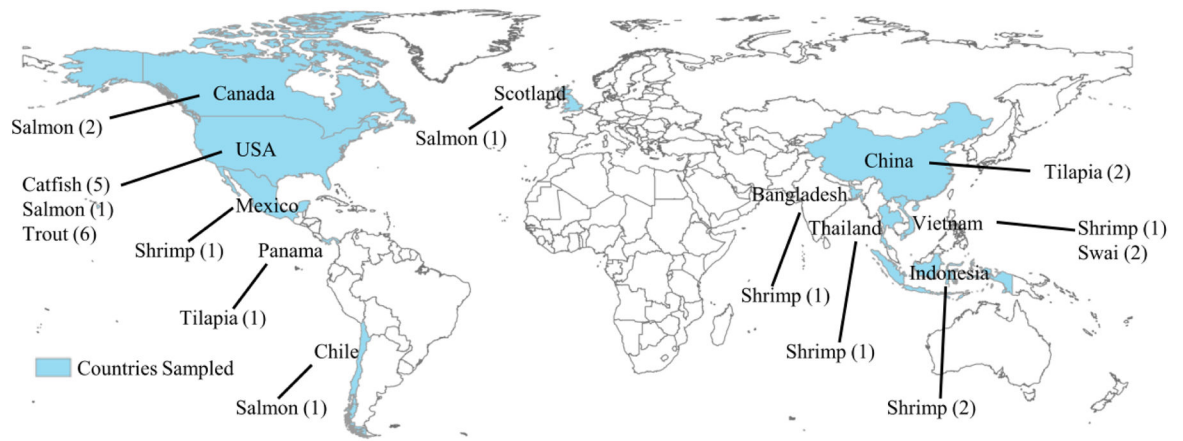 Canada
Salmon (2)
USA
Catfish (5)
Salmon (1)
Trout (6)
Mexico
Shrimp (1)
Panama
Tilapia (1)
Chile
Salmon (1)
Countries Sampled
Scotland
Salmon (1)
China
Tilapia (2)
Bangladesh
Shrimp (1)
Thailand
Shrimp (1)
Vietnam
Shrimp (1)
Swai (2)
Indonesia
Shrimp (2)